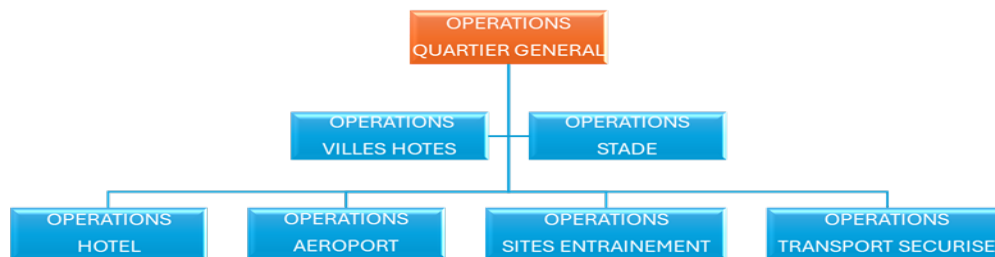 OPERATIONS
QUARTIER GENERAL
OPERATIONS
VILLES HOTES
OPERATIONS
STADE
OPERATIONS
HOTEL
OPERATIONS
AEROPORT
OPERATIONS
SITES ENTRAINEMENT
OPERATIONS
TRANSPORT SECURISE